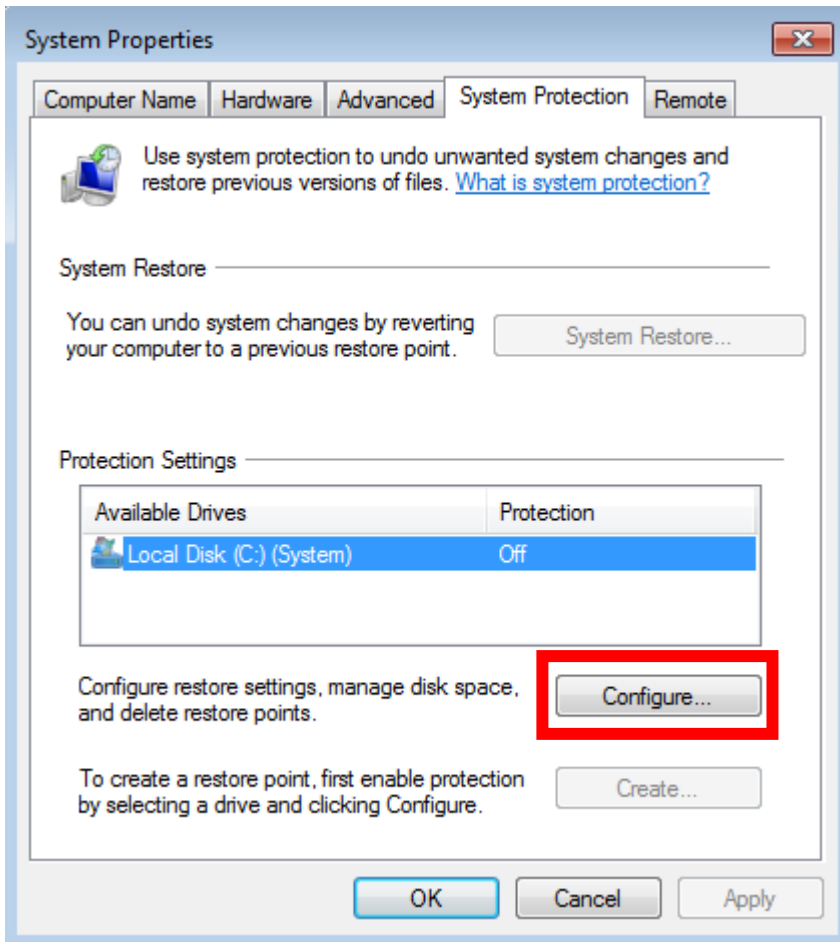 System Properties
Computer Name
Hardware
Advanced
System Protection
Remote
Use system protection to undo unwanted system changes and
restore previous versions of files. What is system protection?
System Restore
You can undo system changes by reverting
your computer to a previous restore point.
System Restore...
Protection Settings
Available Drives
Protection
Local Disk (C:) (System)
Off
Configure restore settings, manage disk space,
and delete restore points.
Configure...
To create a restore point, first enable protection
by selecting a drive and clicking Configure.
Create...
OK
Cancel
Apply